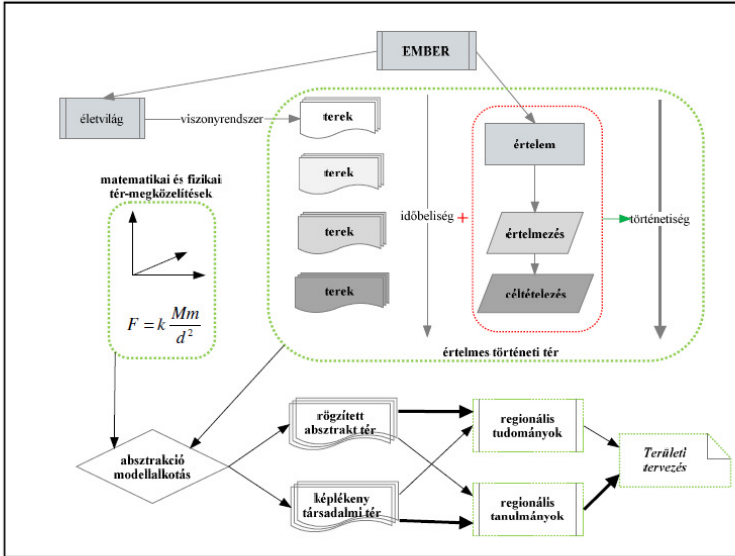 EMBER
életvilág
viszonyrendszer
terek
értelem
matematikai és fizikai
tér-megközelítések
terek
időbeliség +
történetiség
terek
értelmezés
terek
céltételezés
F = k Mm / d²
értelmes történeti tér
absztrakció
modellalkotás
rögzített
absztrakt tér
regionális
tudományok
Területi
tervezés
képlékeny
társadalmi tér
regionális
tanulmányok